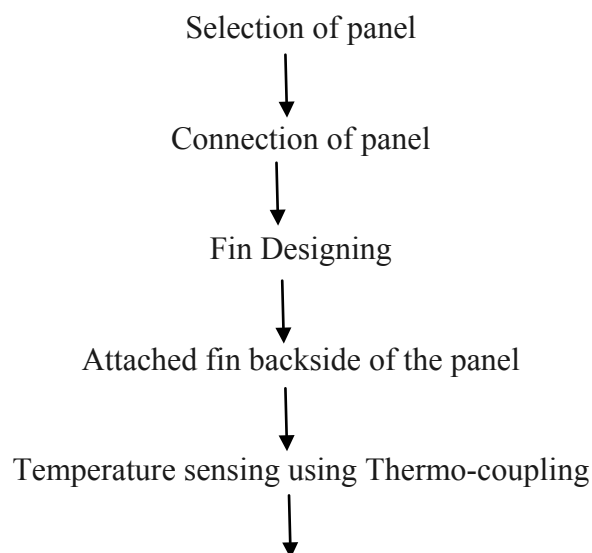 Selection of panel
Connection of panel
Fin Designing
Attached fin backside of the panel
Temperature sensing using Thermo-coupling